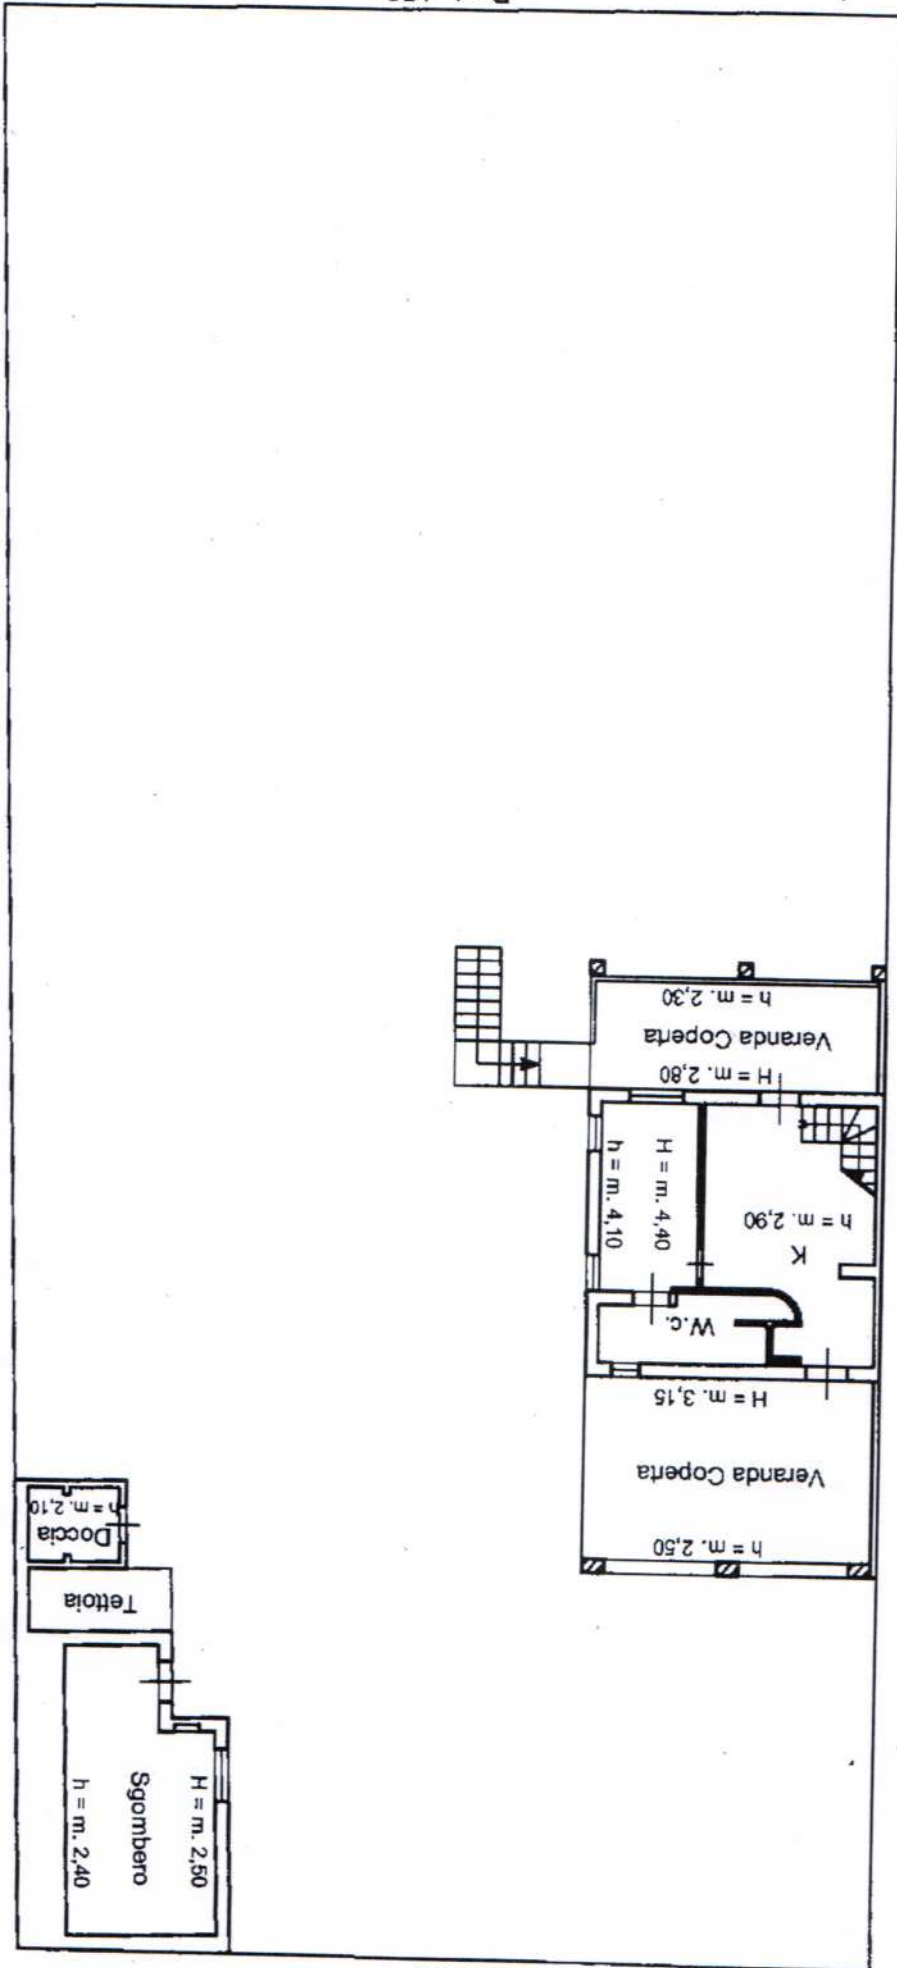 h = m. 2,30
Veranda Coperta
H = m. 2,80
H = m. 4,40
h = m. 4,10
h = m. 2,90
K
W.c.
H = m. 3,15
Veranda Coperta
h = m. 2,50
h = m. 2,10
Doccia
Tettoia
H = m. 2,50
Sgombero
h = m. 2,40